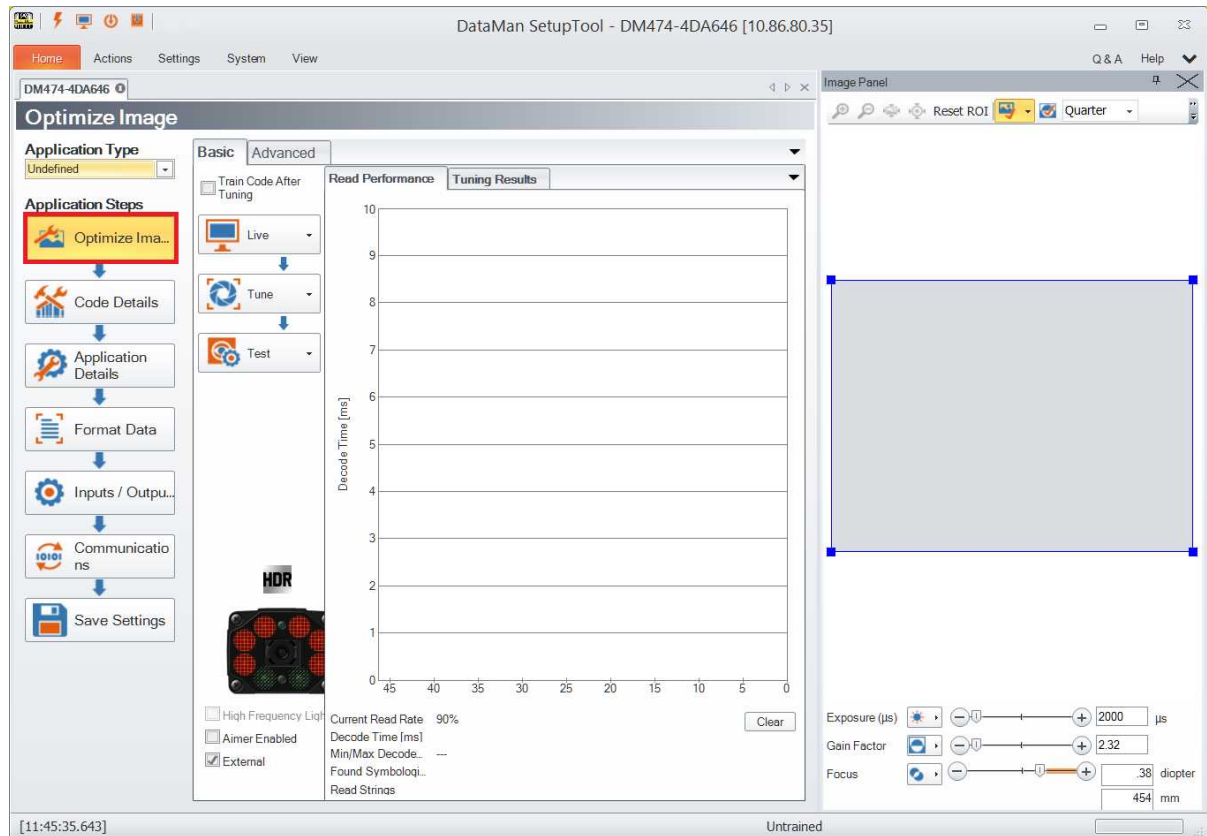 DataMan SetupTool - DM474-4DA646 [10.86.80.35]
Home Actions Settings System View Q & A Help
DM474-4DA646
Optimize Image
Application Type
Undefined
Application Steps
Optimize Ima...
Code Details
Application
Details
Format Data
Inputs / Outpu...
Communicatio
ns
Save Settings
Basic Advanced
Train Code After
Tuning
Live
Tune
Test
HDR
High Frequency Ligh
Aimer Enabled
External
Read Performance Tuning Results
10
9
8
7
6
5
4
3
2
1
0
Decode Time [ms]
45 40 35 30 25 20 15 10 5 0
Current Read Rate 90%
Clear
Decode Time [ms]
Min/Max Decode... ---
Found Symbologi...
Read Strings
Image Panel
Reset ROI Quarter
Exposure (µs) 2000 µs
Gain Factor 2.32
Focus .38 diopter
454 mm
[11:45:35.643] Untrained